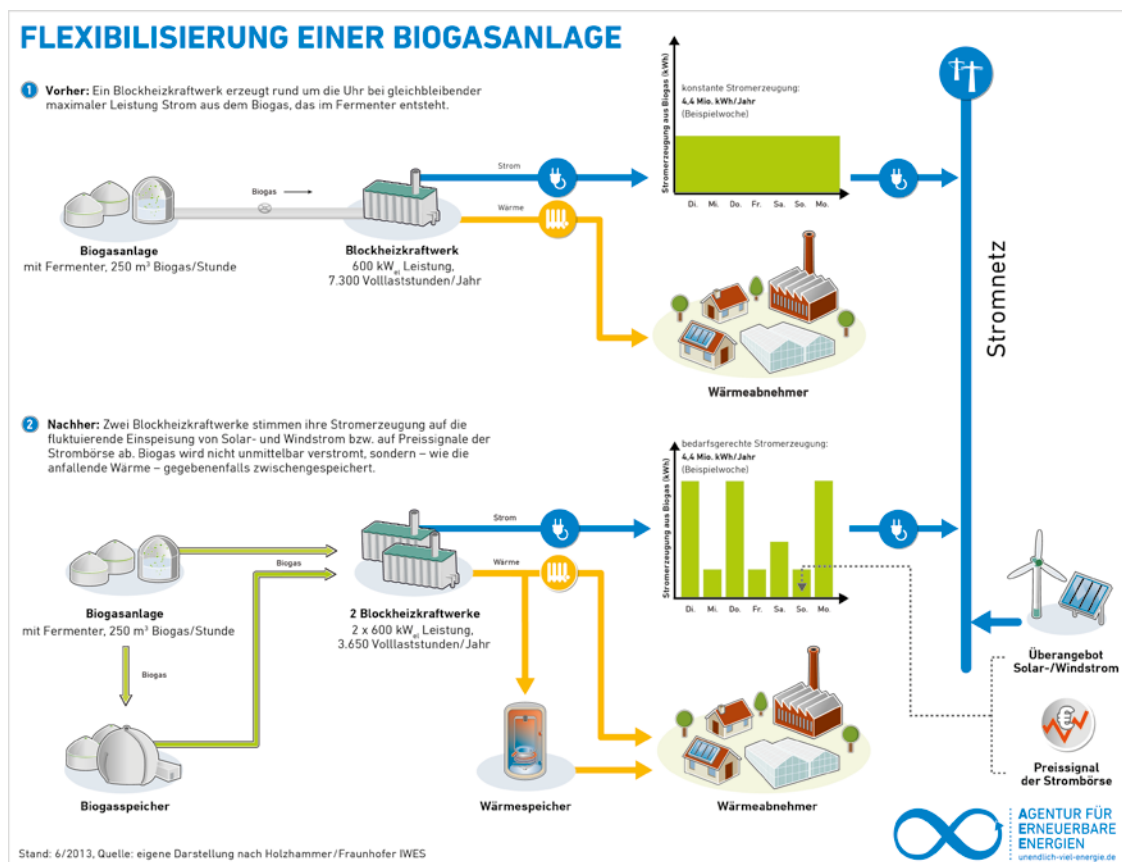 FLEXIBILISIERUNG EINER BIOGASANLAGE
1 Vorher: Ein Blockheizkraftwerk erzeugt rund um die Uhr bei gleichbleibender
maximaler Leistung Strom aus dem Biogas, das im Fermenter entsteht.
Stromerzeugung aus Biogas (kWh)
konstante Stromerzeugung:
4,4 Mio. kWh/Jahr
(Beispielwoche)
Di. Mi. Do. Fr. Sa. So. Mo.
Biogas
Strom
Wärme
Biogasanlage
mit Fermenter, 250 m³ Biogas/Stunde
Blockheizkraftwerk
600 kWel Leistung,
7.300 Volllaststunden/Jahr
Wärmeabnehmer
Stromnetz
2 Nachher: Zwei Blockheizkraftwerke stimmen ihre Stromerzeugung auf die
fluktuierende Einspeisung von Solar- und Windstrom bzw. auf Preissignale der
Strombörse ab. Biogas wird nicht unmittelbar verstromt, sondern – wie die
anfallende Wärme – gegebenenfalls zwischengespeichert.
Stromerzeugung aus Biogas (kWh)
bedarfsgerechte Stromerzeugung:
4,4 Mio. kWh/Jahr
(Beispielwoche)
Di. Mi. Do. Fr. Sa. So. Mo.
Strom
Biogas
Wärme
Biogasanlage
mit Fermenter, 250 m³ Biogas/Stunde
2 Blockheizkraftwerke
2 x 600 kWel Leistung,
3.650 Volllaststunden/Jahr
Biogas
Biogasspeicher
Wärmespeicher
Wärmeabnehmer
Überangebot
Solar-/Windstrom
€
Preissignal
der Strombörse
AGENTUR FÜR
ERNEUERBARE
ENERGIEN
unendlich-viel-energie.de
Stand: 6/2013, Quelle: eigene Darstellung nach Holzhammer/Fraunhofer IWES